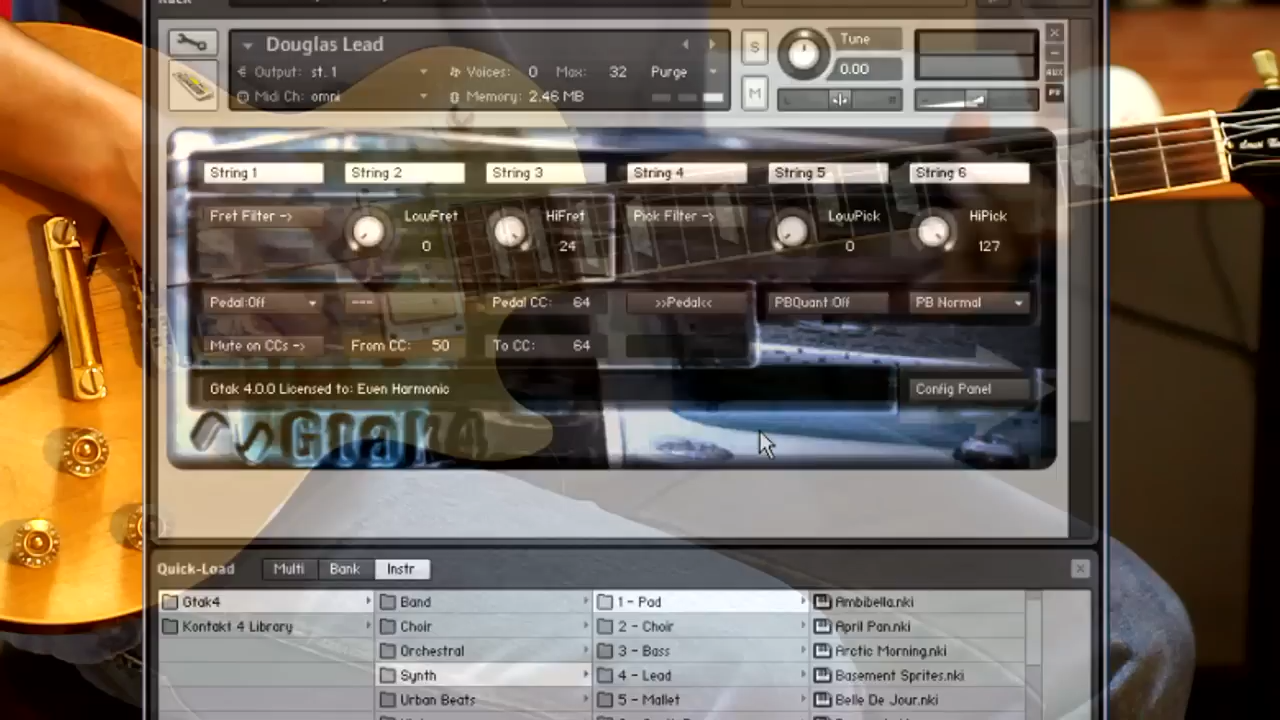 Rack
Douglas Lead
S
Tune
Output: st. 1
Voices: 0 Max: 32 Purge
0.00
AUX
Midi Ch: omni
Memory: 2.46 MB
M
PV
String 1 String 2 String 3 String 4 String 5 String 6
Fret Filter -> LowFret HiFret Pick Filter -> LowPick HiPick
0 24 0 127
Pedal:Off --- Pedal CC: 64 >>Pedal<< PBQuant:Off PB Normal
Mute on CCs -> From CC: 50 To CC: 64
Gtak 4.0.0 Licensed to: Even Harmonic Config Panel
Gtak4
Quick-Load Multi Bank Instr
Gtak4 Band 1 - Pad Ambibella.nki
Kontakt 4 Library Choir 2 - Choir April Pan.nki
Orchestral 3 - Bass Arctic Morning.nki
Synth 4 - Lead Basement Sprites.nki
Urban Beats 5 - Mallet Belle De Jour.nki